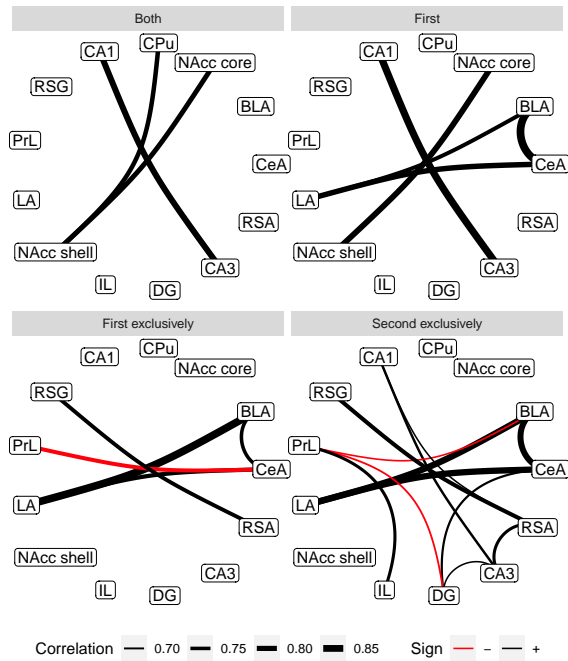 Both
CA1
CPu
NAcc core
RSG
BLA
PrL
CeA
LA
RSA
NAcc shell
CA3
IL
DG
First
CA1
CPu
NAcc core
RSG
BLA
PrL
CeA
LA
RSA
NAcc shell
CA3
IL
DG
First exclusively
CA1
CPu
NAcc core
RSG
BLA
PrL
CeA
LA
RSA
NAcc shell
CA3
IL
DG
Second exclusively
CA1
CPu
NAcc core
RSG
BLA
PrL
CeA
LA
RSA
NAcc shell
CA3
IL
DG
Correlation 0.70 0.75 0.80 0.85 Sign − +